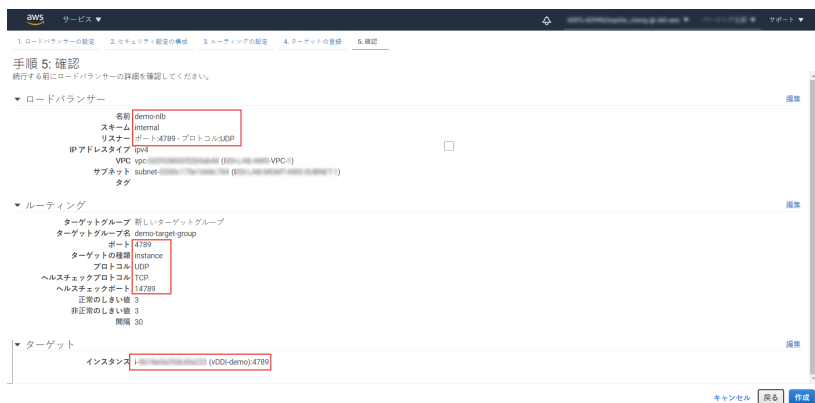 aws サービス ▼ サポート ▼
1. ロードバランサーの設定 2. セキュリティ設定の構成 3. ルーティングの設定 4. ターゲットの登録 5. 確認
手順 5: 確認
続行する前にロードバランサーの詳細を確認してください。
▼ ロードバランサー 編集
名前 demo-nlb
スキーム internal
リスナー ポート:4789 - プロトコル:UDP
IP アドレスタイプ ipv4
VPC vpc- VPC-
サブネット subnet-
タグ
▼ ルーティング 編集
ターゲットグループ 新しいターゲットグループ
ターゲットグループ名 demo-target-group
ポート 4789
ターゲットの種類 instance
プロトコル UDP
ヘルスチェックプロトコル TCP
ヘルスチェックポート 14789
正常のしきい値 3
非正常のしきい値 3
間隔 30
▼ ターゲット 編集
インスタンス i- (vDDI-demo):4789
キャンセル 戻る 作成